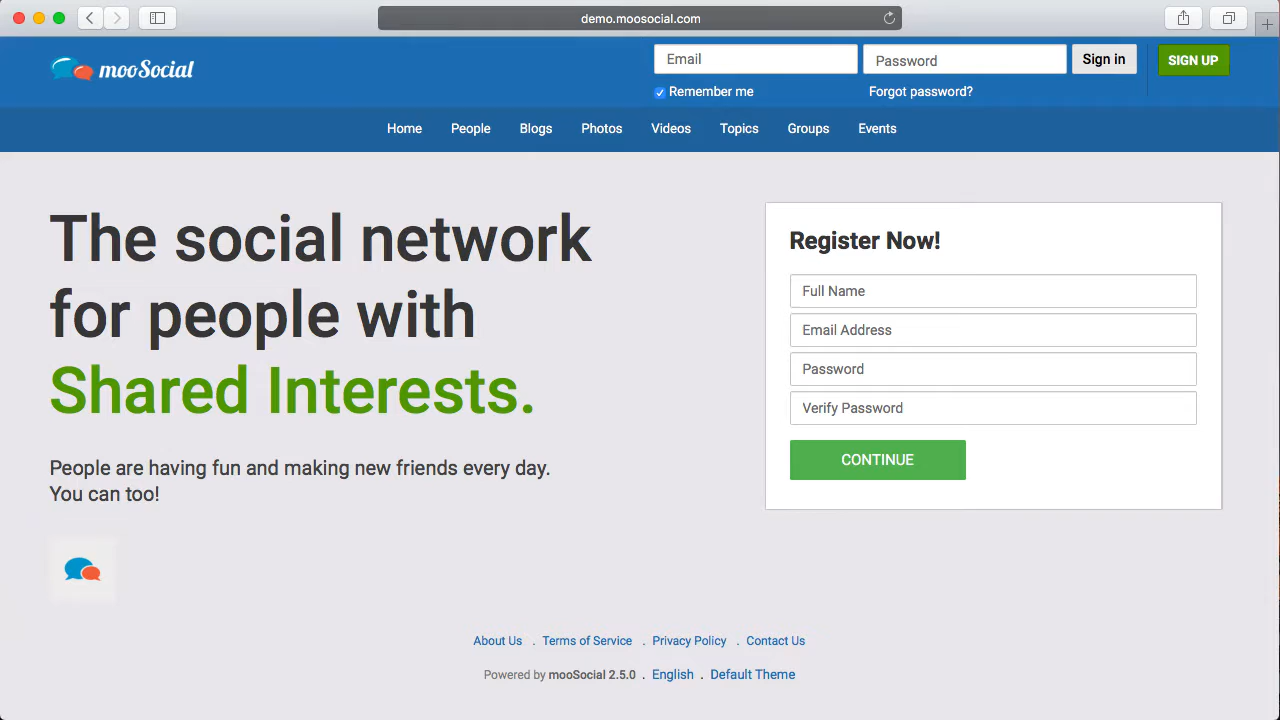 demo.moosocial.com
mooSocial
Email
Password
Sign in
SIGN UP
Remember me
Forgot password?
Home
People
Blogs
Photos
Videos
Topics
Groups
Events
The social network
for people with
Shared Interests.
People are having fun and making new friends every day.
You can too!
Register Now!
Full Name
Email Address
Password
Verify Password
CONTINUE
About Us . Terms of Service . Privacy Policy . Contact Us
Powered by mooSocial 2.5.0 . English . Default Theme